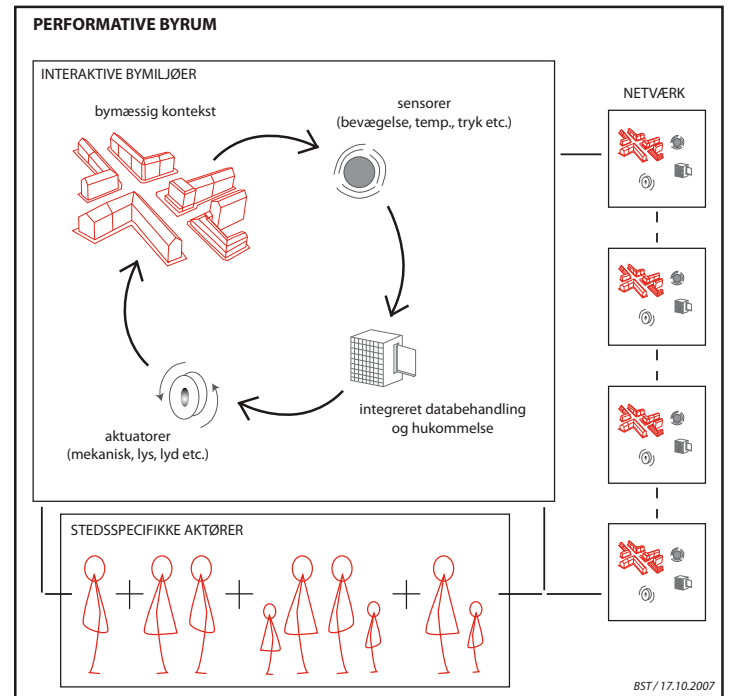 PERFORMATIVE BYRUM
INTERAKTIVE BYMILJØER
bymæssig kontekst
sensorer
(bevægelse, temp., tryk etc.)
NETVÆRK
integreret databehandling
og hukommelse
aktuatorer
(mekanisk, lys, lyd etc.)
STEDSSPECIFIKKE AKTØRER
BST / 17.10.2007